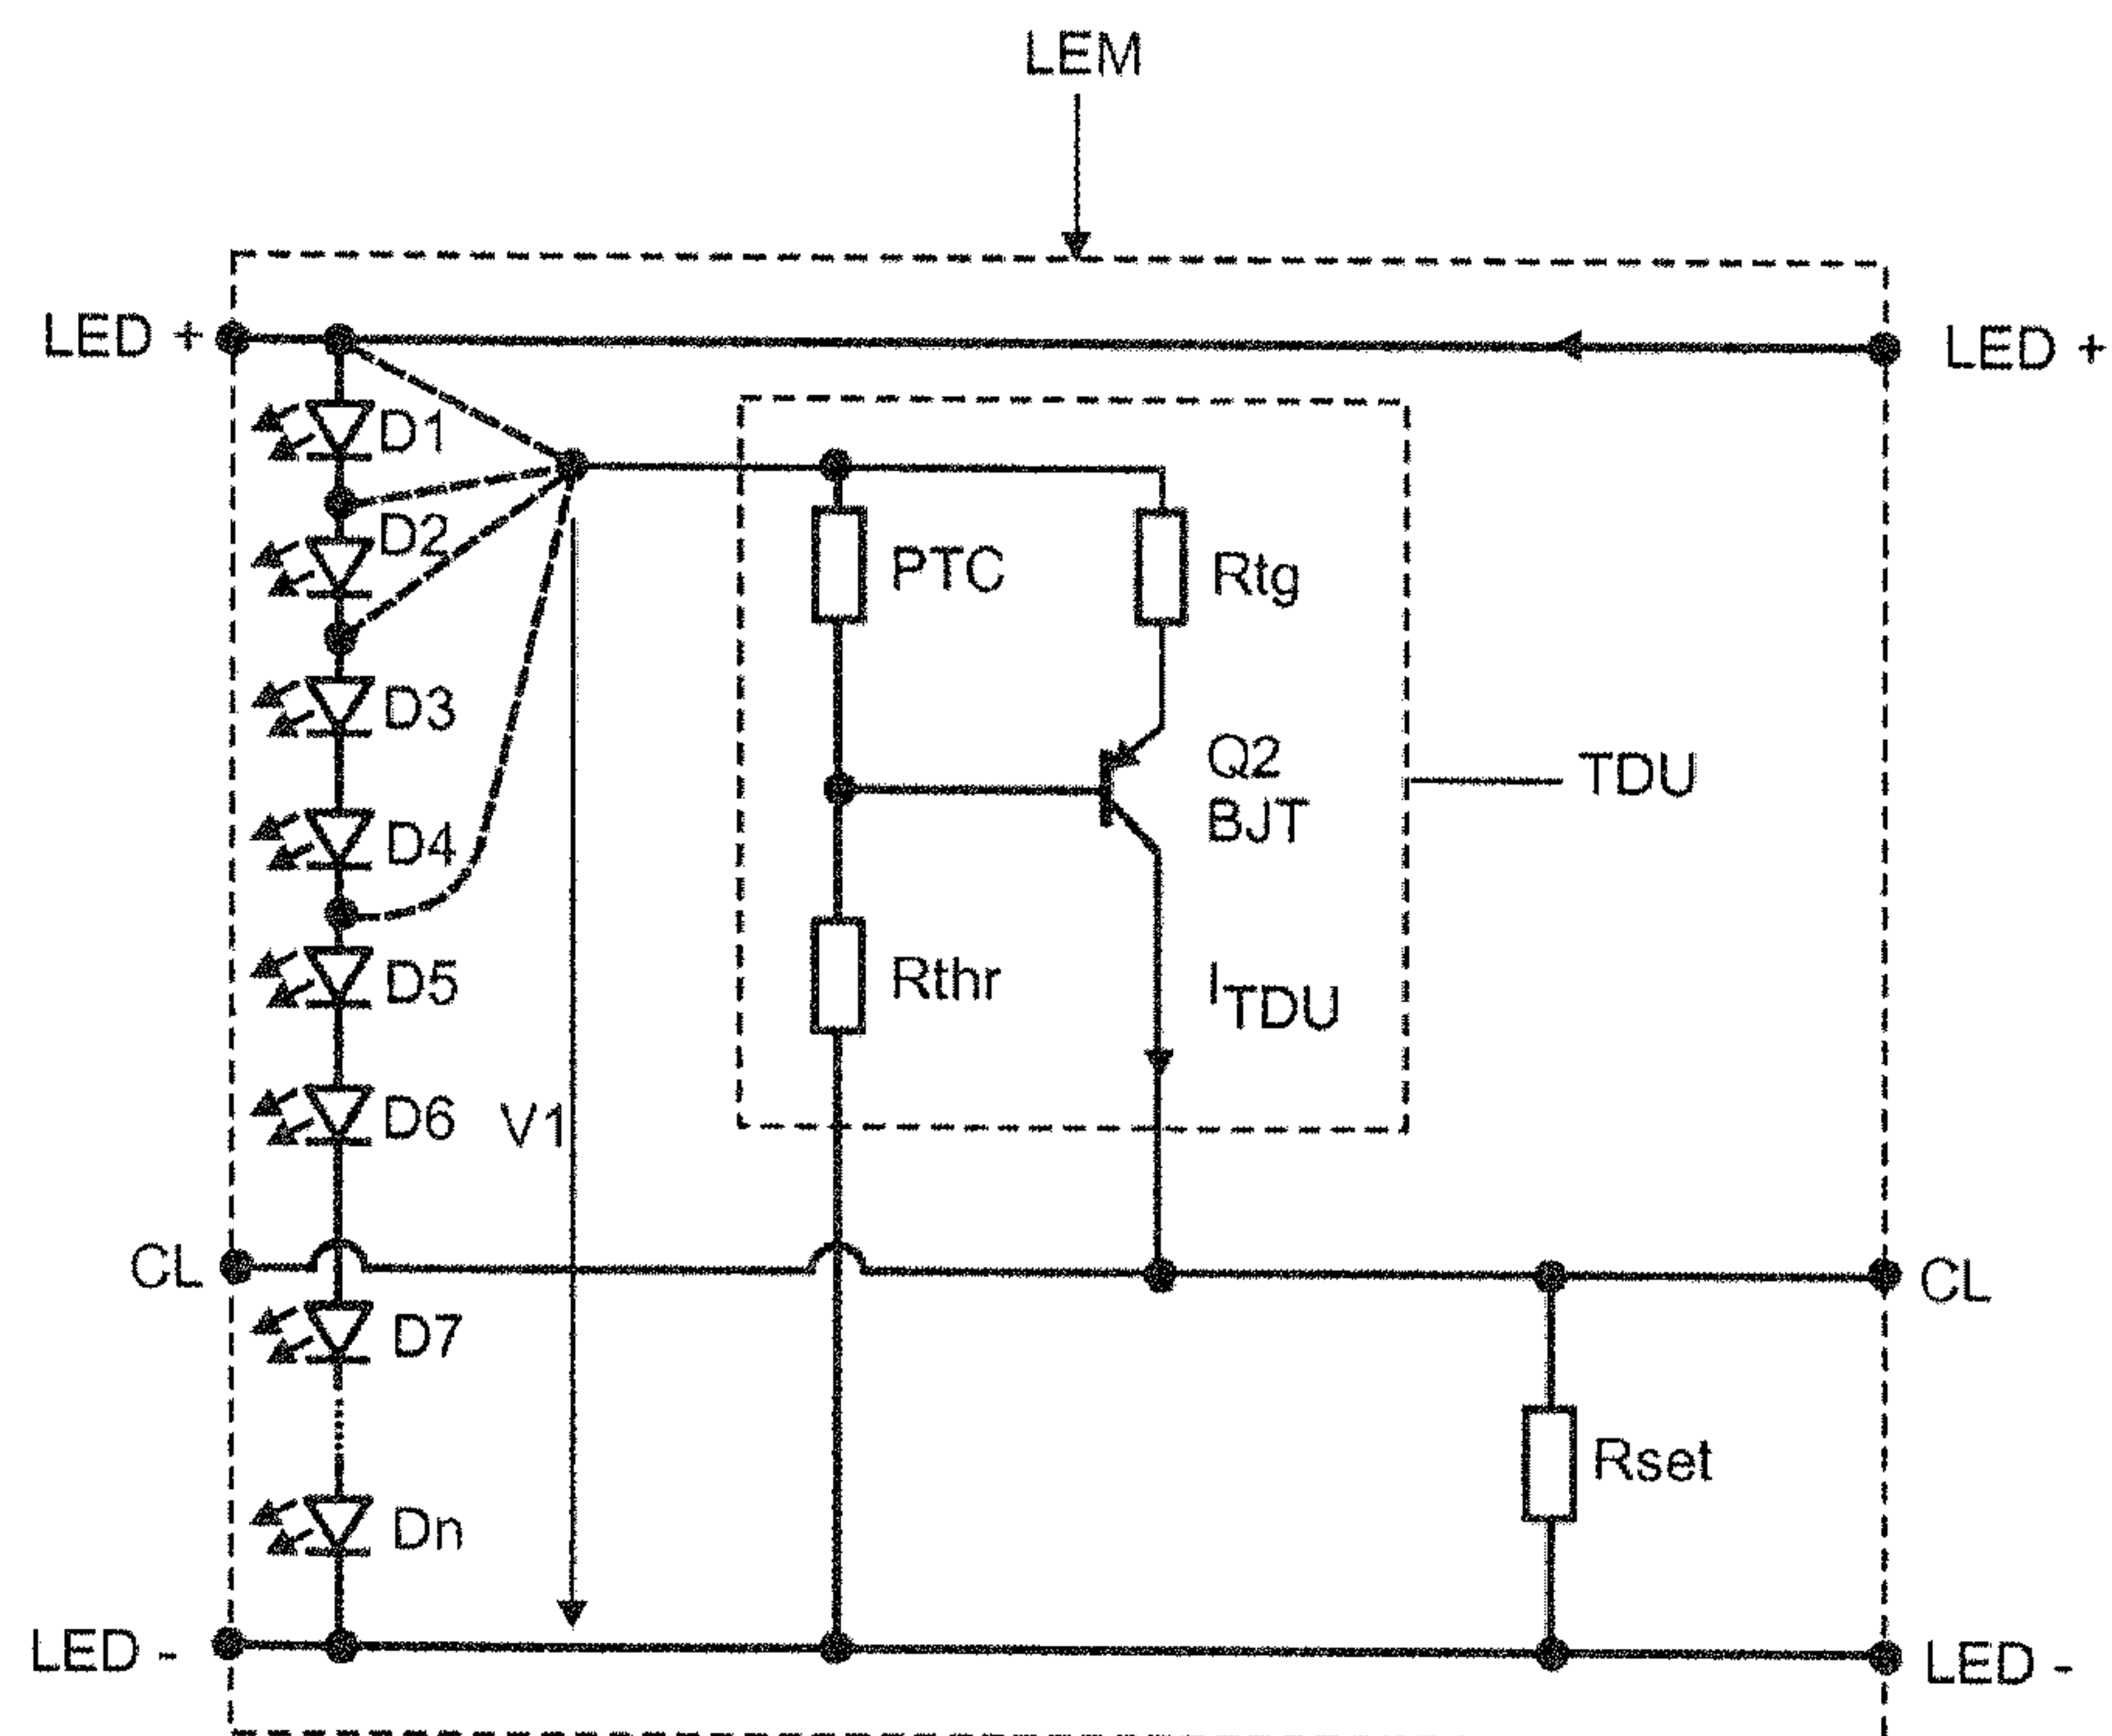 LEM
LED +
LED +
D1
D2
PTC
Rtg
D3
Q2
BJT
TDU
D4
Rthr
D5
ITDU
D6
V1
CL
CL
D7
Rset
Dn
LED -
LED -